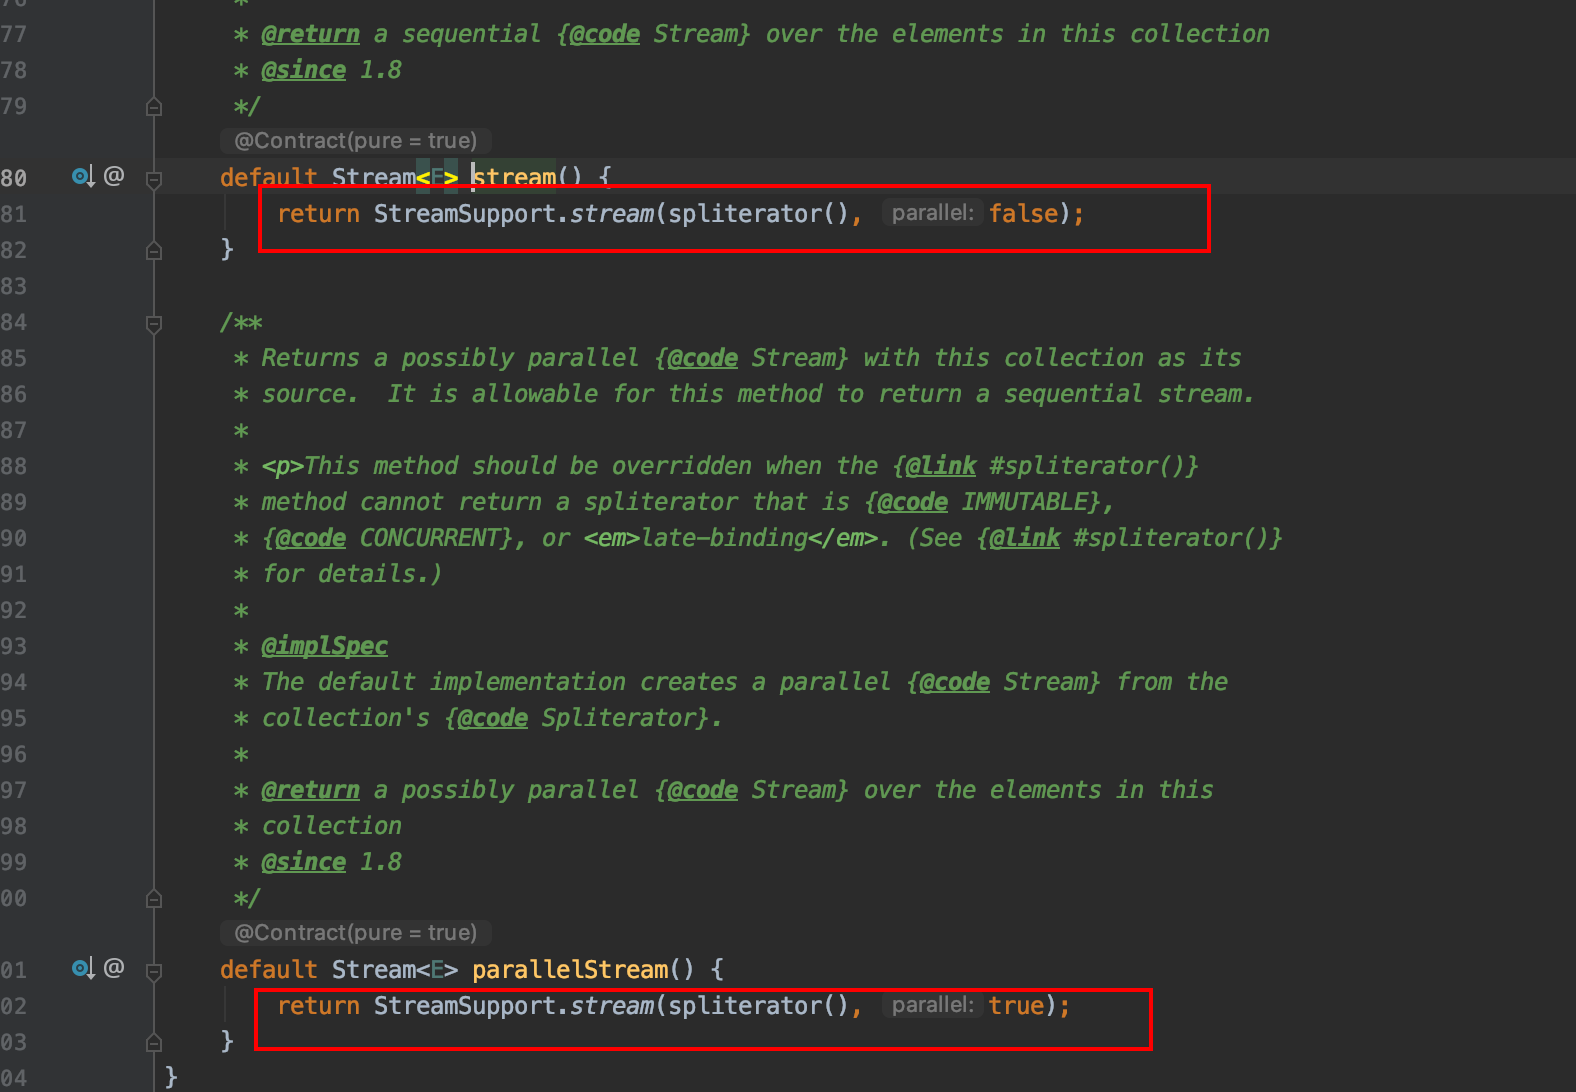 76 *
77 * @return a sequential {@code Stream} over the elements in this collection
78 * @since 1.8
79 */
@Contract(pure = true)
80 @ default Stream<E> stream() {
81 return StreamSupport.stream(spliterator(), parallel: false);
82 }
83
84 /**
85 * Returns a possibly parallel {@code Stream} with this collection as its
86 * source.  It is allowable for this method to return a sequential stream.
87 *
88 * <p>This method should be overridden when the {@link #spliterator()}
89 * method cannot return a spliterator that is {@code IMMUTABLE},
90 * {@code CONCURRENT}, or <em>late-binding</em>. (See {@link #spliterator()}
91 * for details.)
92 *
93 * @implSpec
94 * The default implementation creates a parallel {@code Stream} from the
95 * collection's {@code Spliterator}.
96 *
97 * @return a possibly parallel {@code Stream} over the elements in this
98 * collection
99 * @since 1.8
00 */
@Contract(pure = true)
01 @ default Stream<E> parallelStream() {
02 return StreamSupport.stream(spliterator(), parallel: true);
03 }
04 }